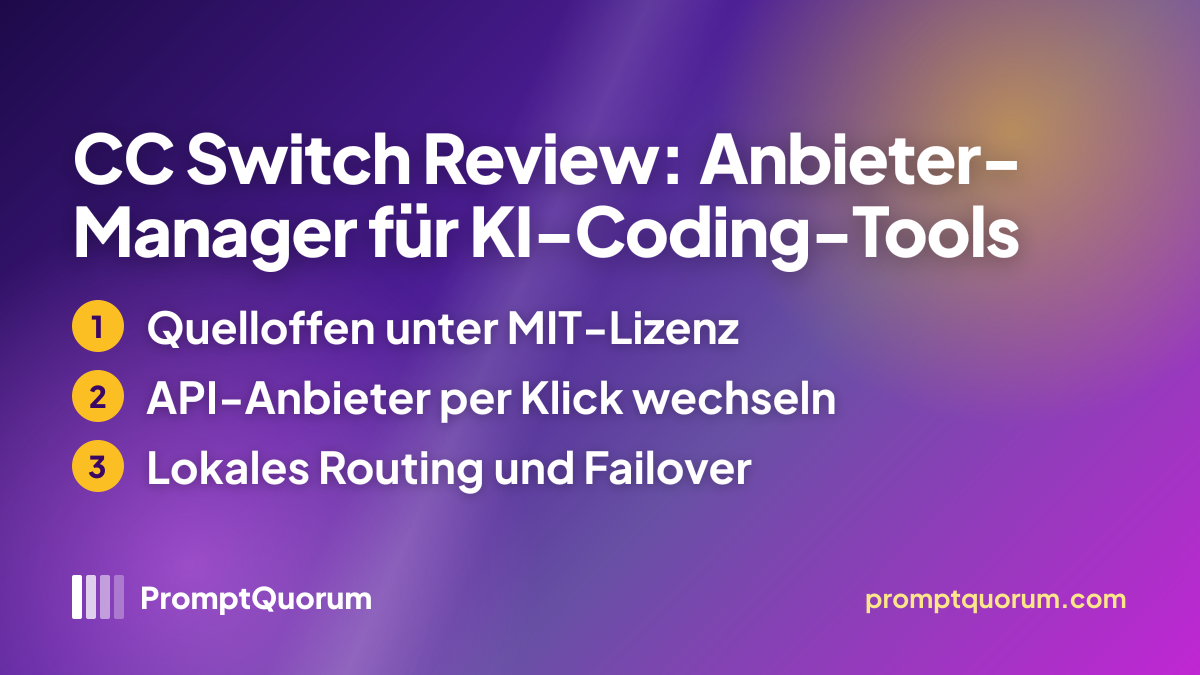 CC Switch Review: Anbieter-
Manager für KI-Coding-Tools
1 Quelloffen unter MIT-Lizenz
2 API-Anbieter per Klick wechseln
3 Lokales Routing und Failover
PromptQuorum
promptquorum.com